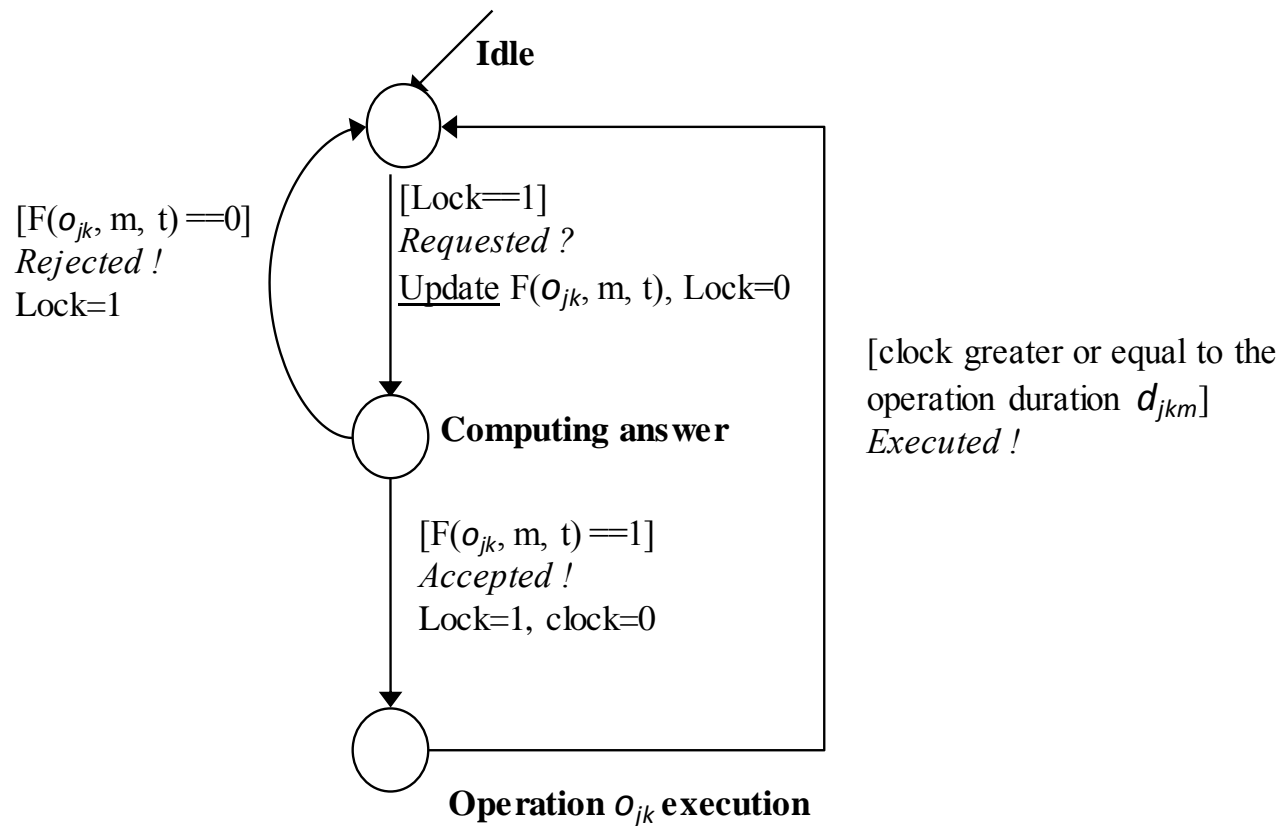 Idle
[Lock==1]
Requested ?
Update F(o_jk, m, t), Lock=0
[F(o_jk, m, t) ==0]
Rejected !
Lock=1
[clock greater or equal to the
operation duration d_jkm]
Executed !
Computing answer
[F(o_jk, m, t) ==1]
Accepted !
Lock=1, clock=0
Operation o_jk execution